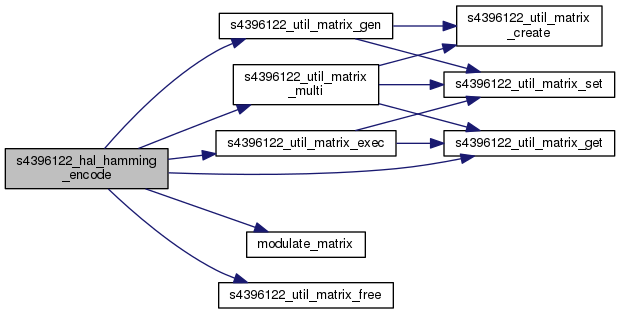 s4396122_hal_hamming
_encode
s4396122_util_matrix_gen
s4396122_util_matrix
_multi
s4396122_util_matrix_exec
modulate_matrix
s4396122_util_matrix_free
s4396122_util_matrix
_create
s4396122_util_matrix_set
s4396122_util_matrix_get